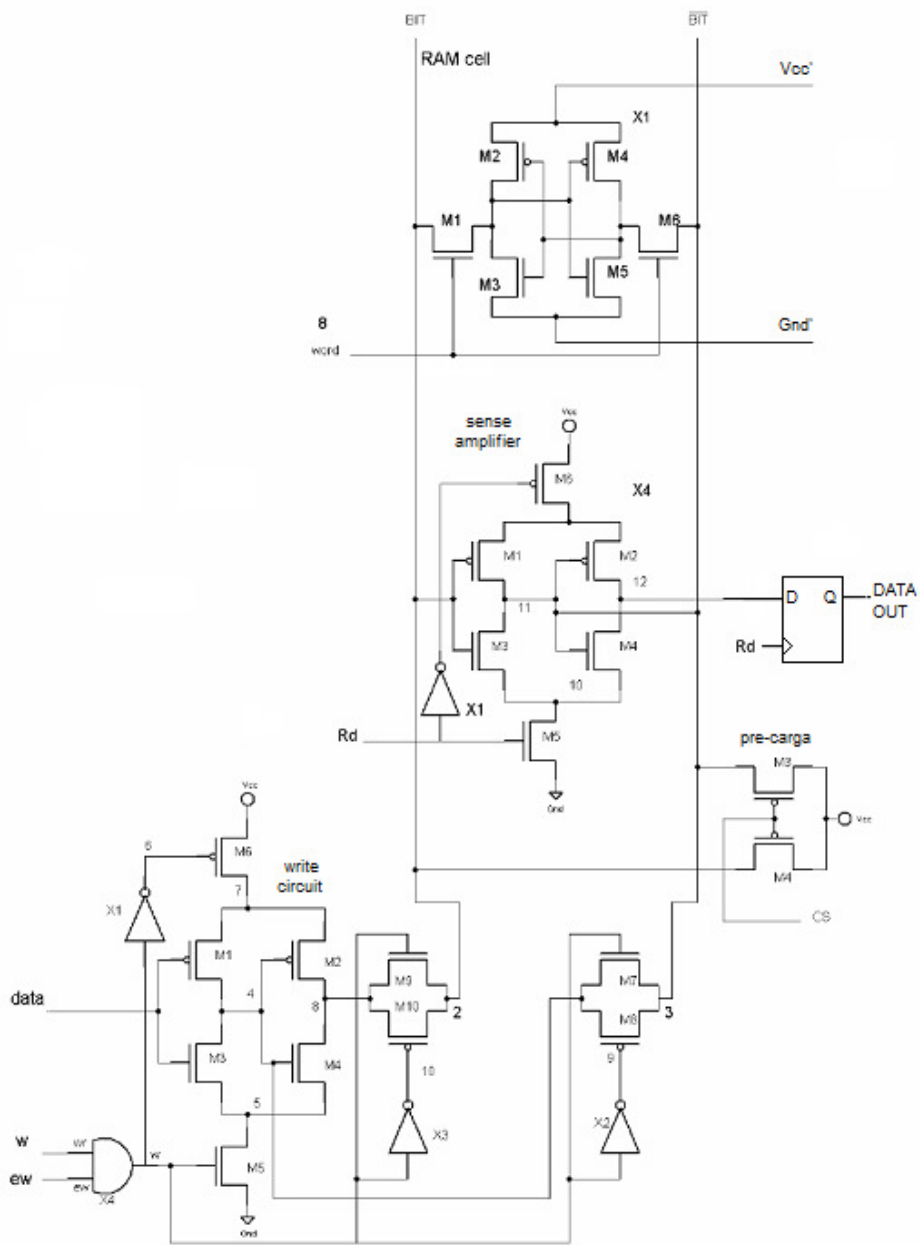 BIT
BIT
RAM cell
Vcc'
X1
M2
M4
M1
M6
M3
M5
8
word
Gnd'
sense
amplifier
Vcc
M6
X4
M1
M2
12
11
D Q
DATA
OUT
M3
M4
10
Rd
X1
Rd
M5
Gnd
pre-carga
M3
Vcc
M4
CS
Vcc
6
M6
write
circuit
7
X1
M1
M2
M9
M7
data
4
8
M10
2
M8
3
M3
M4
10
9
5
X3
X2
w
wr
w
M5
ew
ew
X4
Gnd